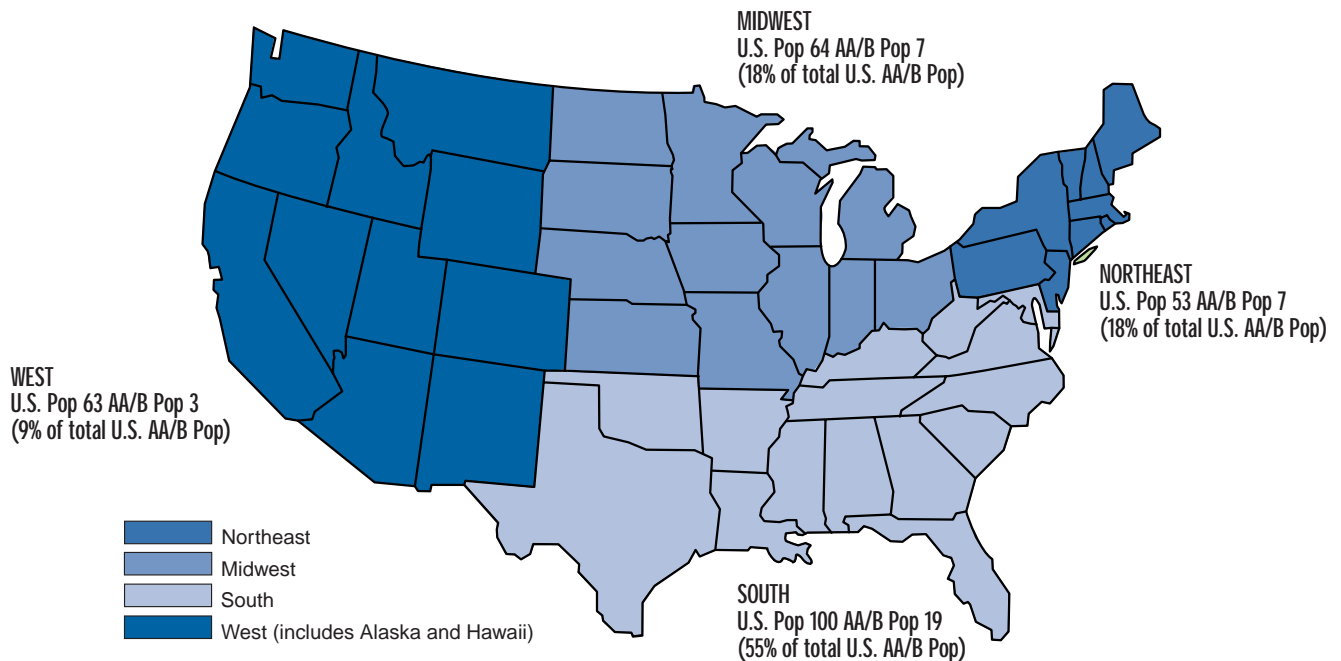 MIDWEST
U.S. Pop 64 AA/B Pop 7
(18% of total U.S. AA/B Pop)
NORTHEAST
U.S. Pop 53 AA/B Pop 7
(18% of total U.S. AA/B Pop)
WEST
U.S. Pop 63 AA/B Pop 3
(9% of total U.S. AA/B Pop)
Northeast
Midwest
South
West (includes Alaska and Hawaii)
SOUTH
U.S. Pop 100 AA/B Pop 19
(55% of total U.S. AA/B Pop)